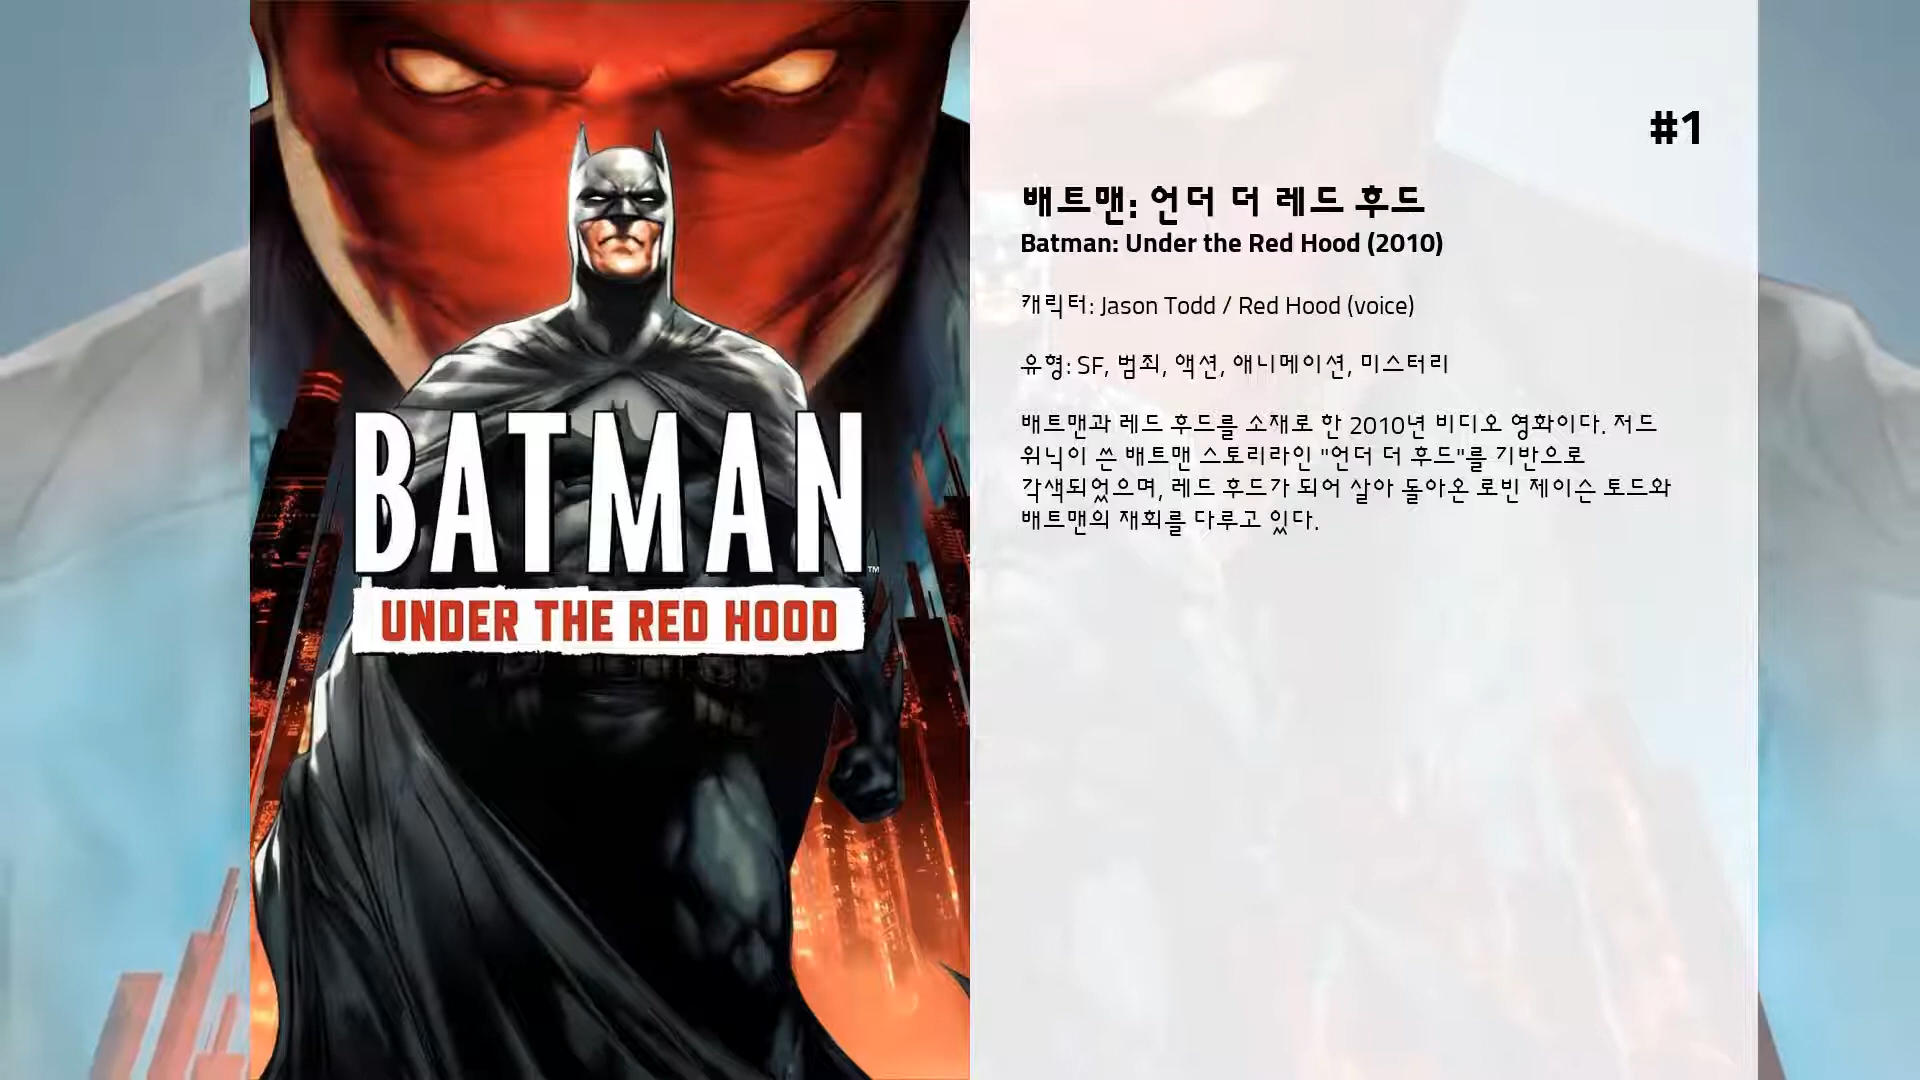 BATMAN
™
UNDER THE RED HOOD
#1
배트맨: 언더 더 레드 후드
Batman: Under the Red Hood (2010)
캐릭터: Jason Todd / Red Hood (voice)
유형: SF, 범죄, 액션, 애니메이션, 미스터리
배트맨과 레드 후드를 소재로 한 2010년 비디오 영화이다. 저드
위닉이 쓴 배트맨 스토리라인 "언더 더 후드"를 기반으로
각색되었으며, 레드 후드가 되어 살아 돌아온 로빈 제이슨 토드와
배트맨의 재회를 다루고 있다.